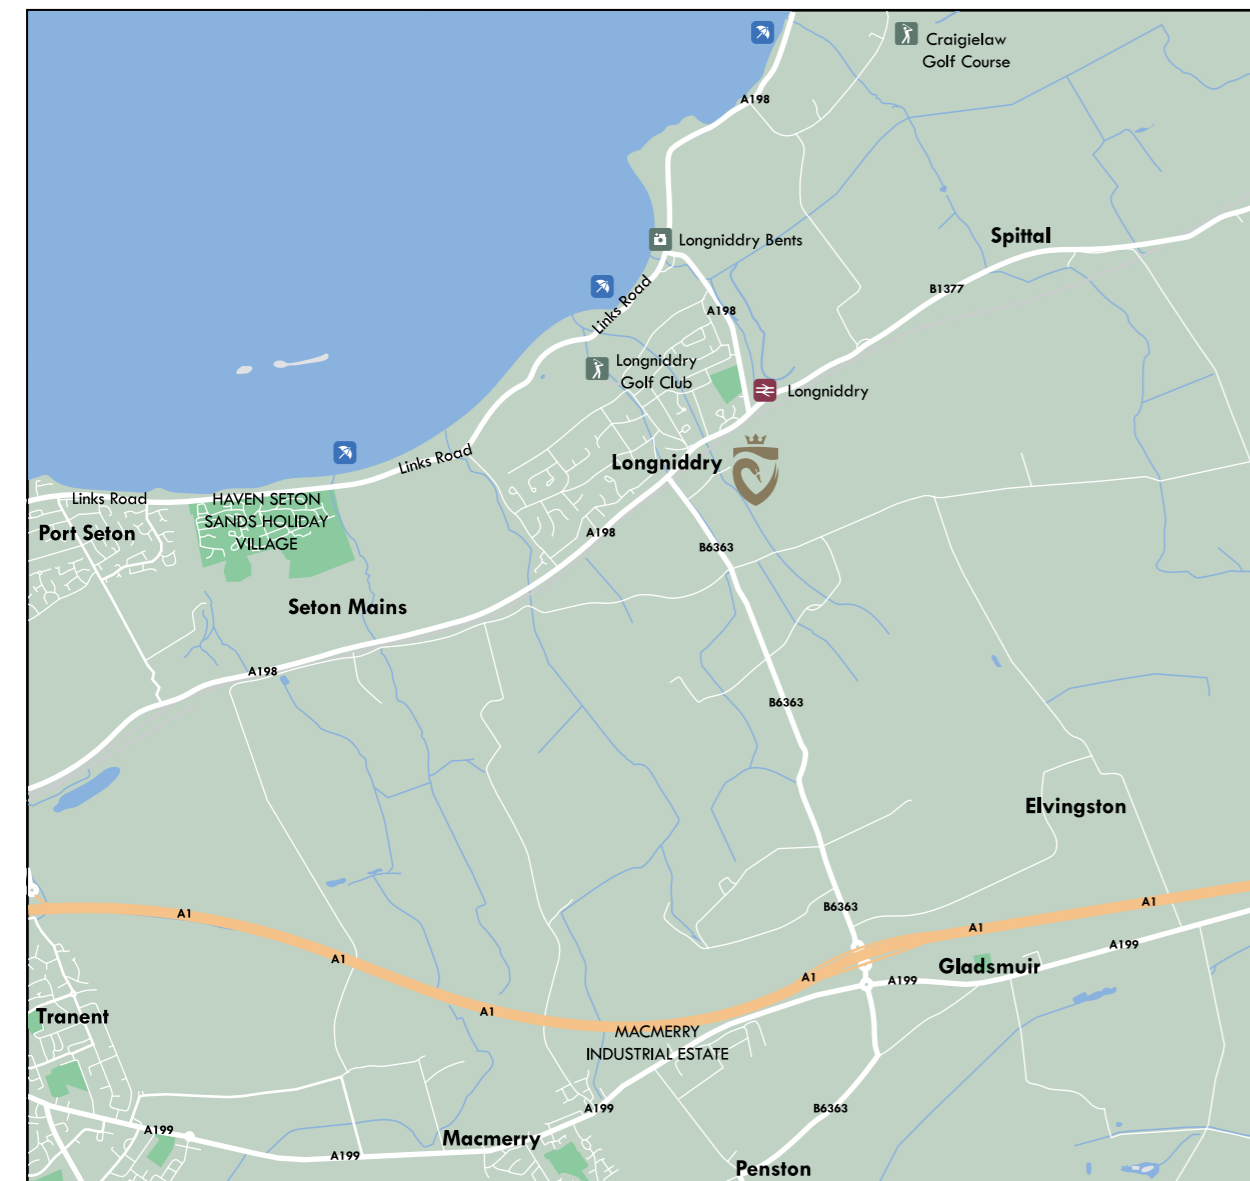 Craigielaw
Golf Course
A198
Spittal
Longniddry Bents
B1377
Links Road
A198
Longniddry
Golf Club
Longniddry
Links Road
Longniddry
Links Road
HAVEN SETON
SANDS HOLIDAY
VILLAGE
Port Seton
A198
B6363
Seton Mains
A198
B6363
Elvingston
A1
B6363
A1
A1
A199
A1
Gladsmuir
A1
A199
A1
Tranent
MACMERRY
INDUSTRIAL ESTATE
A199
B6363
A199
Macmerry
A199
Penston